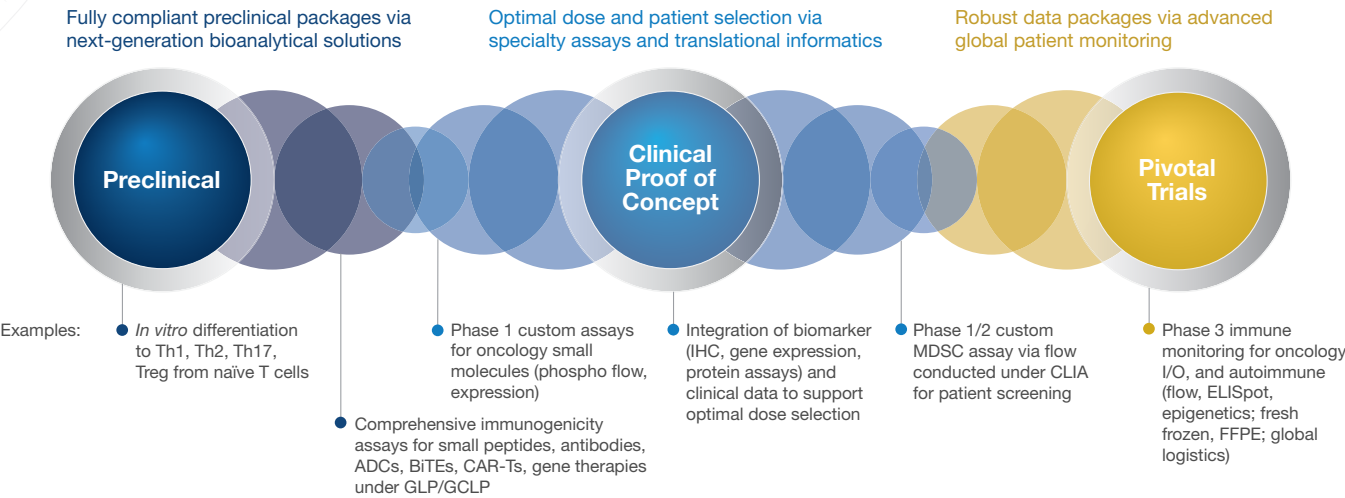 Fully compliant preclinical packages via
next-generation bioanalytical solutions
Optimal dose and patient selection via
specialty assays and translational informatics
Robust data packages via advanced
global patient monitoring
Preclinical
Clinical
Proof of
Concept
Pivotal
Trials
Examples:
In vitro differentiation
to Th1, Th2, Th17,
Treg from naïve T cells
Comprehensive immunogenicity
assays for small peptides, antibodies,
ADCs, BiTEs, CAR-Ts, gene therapies
under GLP/GCLP
Phase 1 custom assays
for oncology small
molecules (phospho flow,
expression)
Integration of biomarker
(IHC, gene expression,
protein assays) and
clinical data to support
optimal dose selection
Phase 1/2 custom
MDSC assay via flow
conducted under CLIA
for patient screening
Phase 3 immune
monitoring for oncology
I/O, and autoimmune
(flow, ELISpot,
epigenetics; fresh
frozen, FFPE; global
logistics)